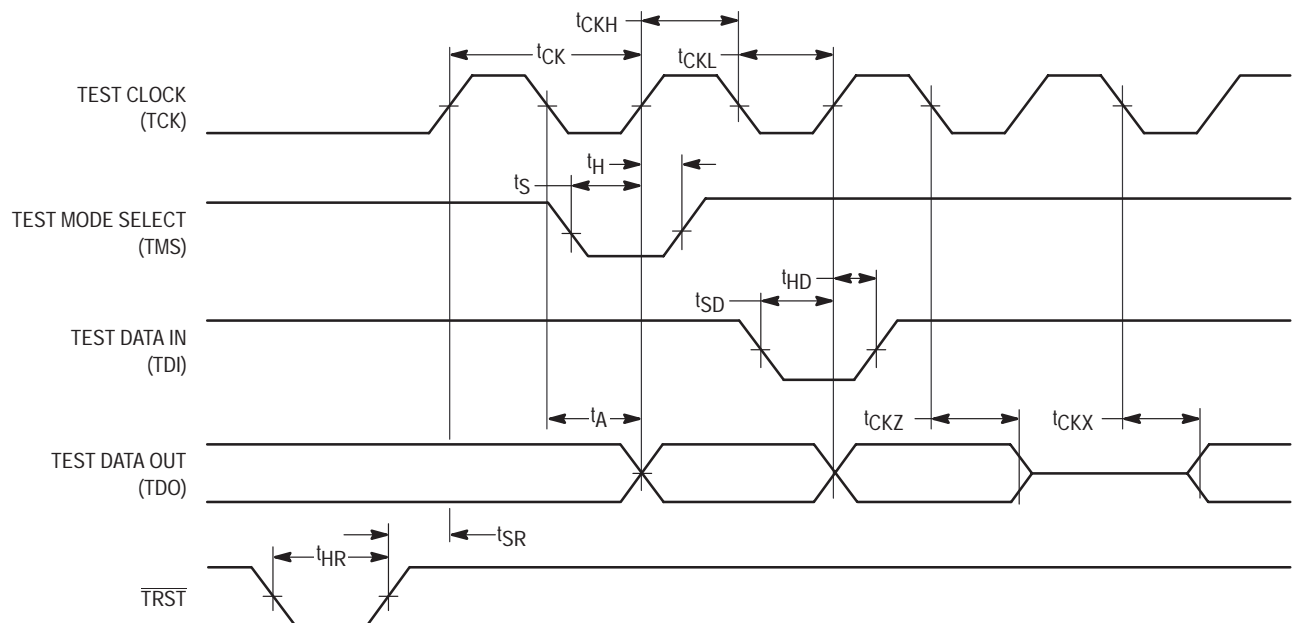 tCKH
tCK
tCKL
TEST CLOCK
(TCK)
tH
tS
TEST MODE SELECT
(TMS)
tHD
tSD
TEST DATA IN
(TDI)
tA
tCKZ
tCKX
TEST DATA OUT
(TDO)
tSR
tHR
TRST